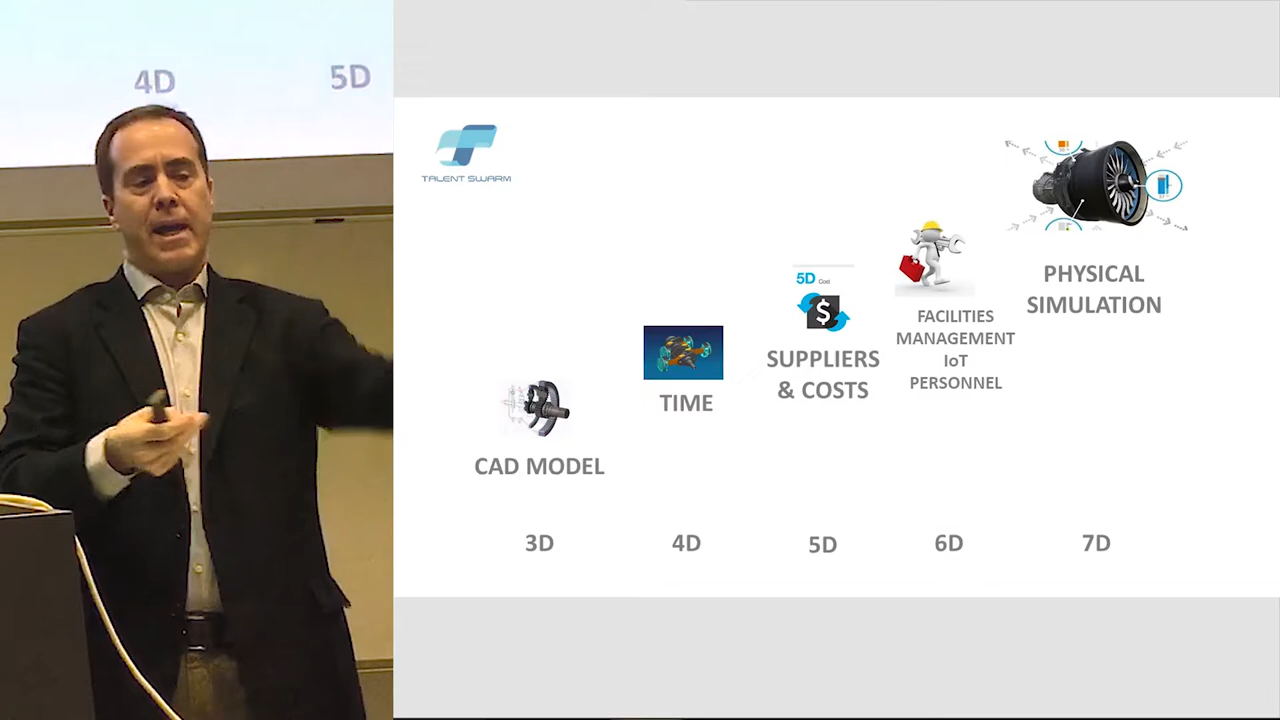 4D
5D
TALENT SWARM
CAD MODEL
TIME
5D Cost
$
SUPPLIERS
& COSTS
FACILITIES
MANAGEMENT
IoT
PERSONNEL
PHYSICAL
SIMULATION
3D
4D
5D
6D
7D